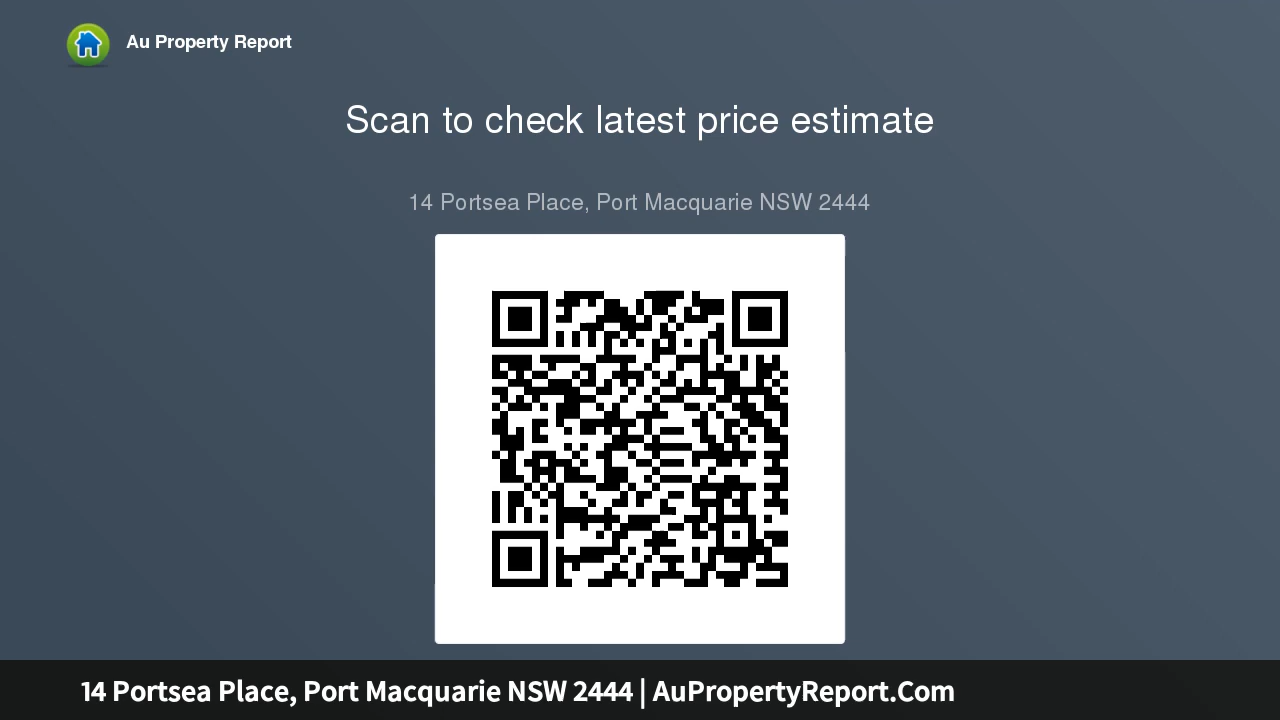 Au Property Report
Scan to check latest price estimate
14 Portsea Place, Port Macquarie NSW 2444
14 Portsea Place, Port Macquarie NSW 2444 | AuPropertyReport.Com